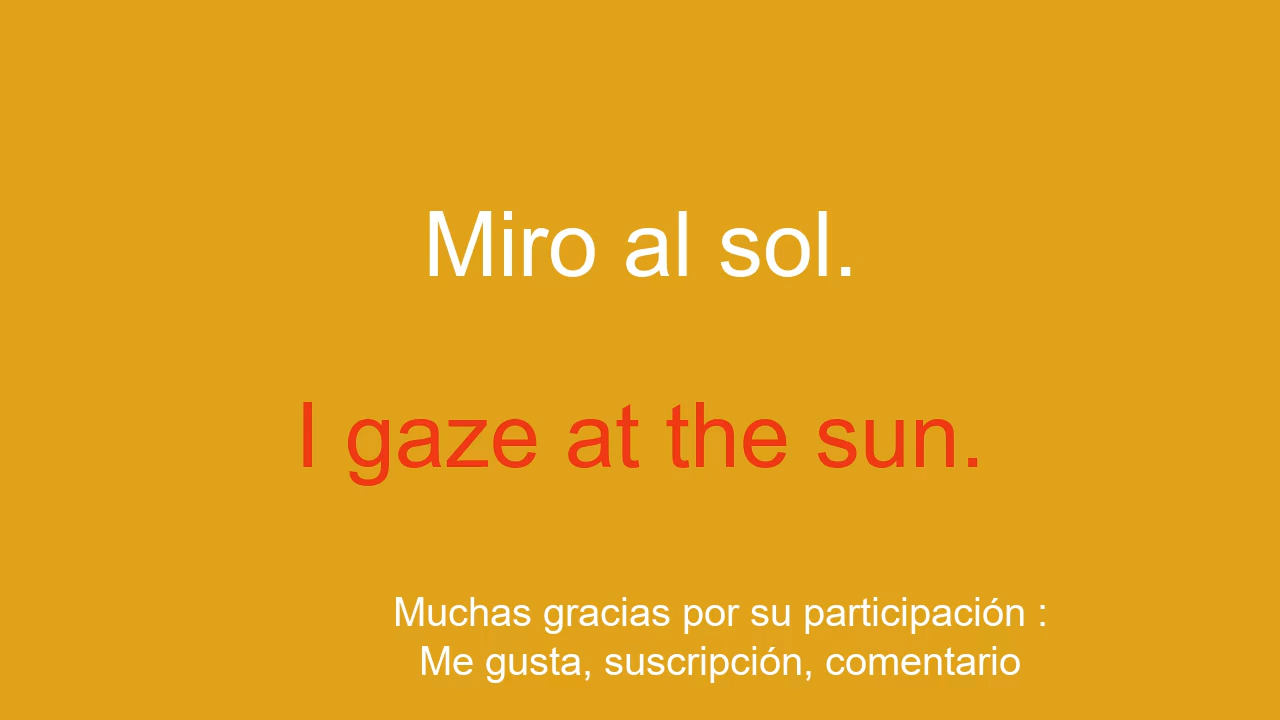 Miro al sol.
I gaze at the sun.
Muchas gracias por su participación :
Me gusta, suscripción, comentario